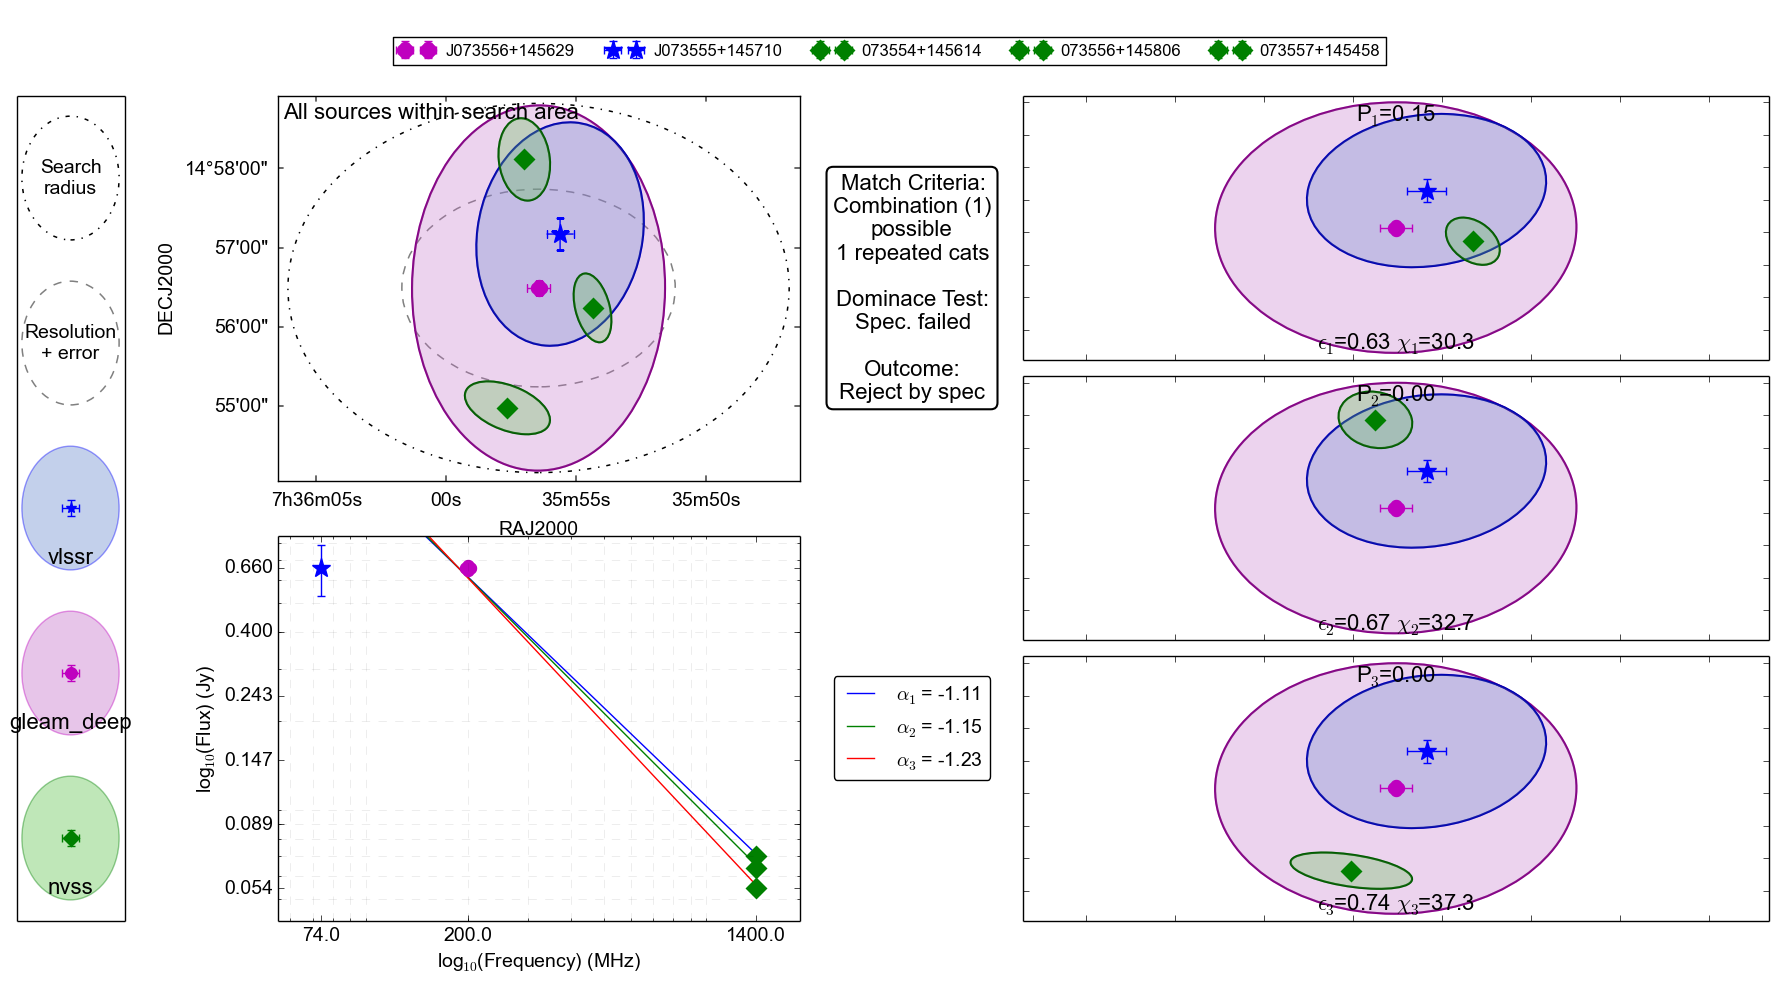 J073556+145629 J073555+145710 073554+145614 073556+145806 073557+145458
Search
radius
Resolution
+ error
vlssr
gleam_deep
nvss
All sources within search area
DECJ2000
14°58'00"
57'00"
56'00"
55'00"
7h36m05s 00s 35m55s 35m50s
RAJ2000
Match Criteria:
Combination (1)
possible
1 repeated cats
Dominace Test:
Spec. failed
Outcome:
Reject by spec
log10(Flux) (Jy)
0.660
0.400
0.243
0.147
0.089
0.054
74.0 200.0 1400.0
log10(Frequency) (MHz)
α1 = -1.11
α2 = -1.15
α3 = -1.23
P1=0.15
ϵ1=0.63 χ1=30.3
P2=0.00
ϵ2=0.67 χ2=32.7
P3=0.00
ϵ3=0.74 χ3=37.3